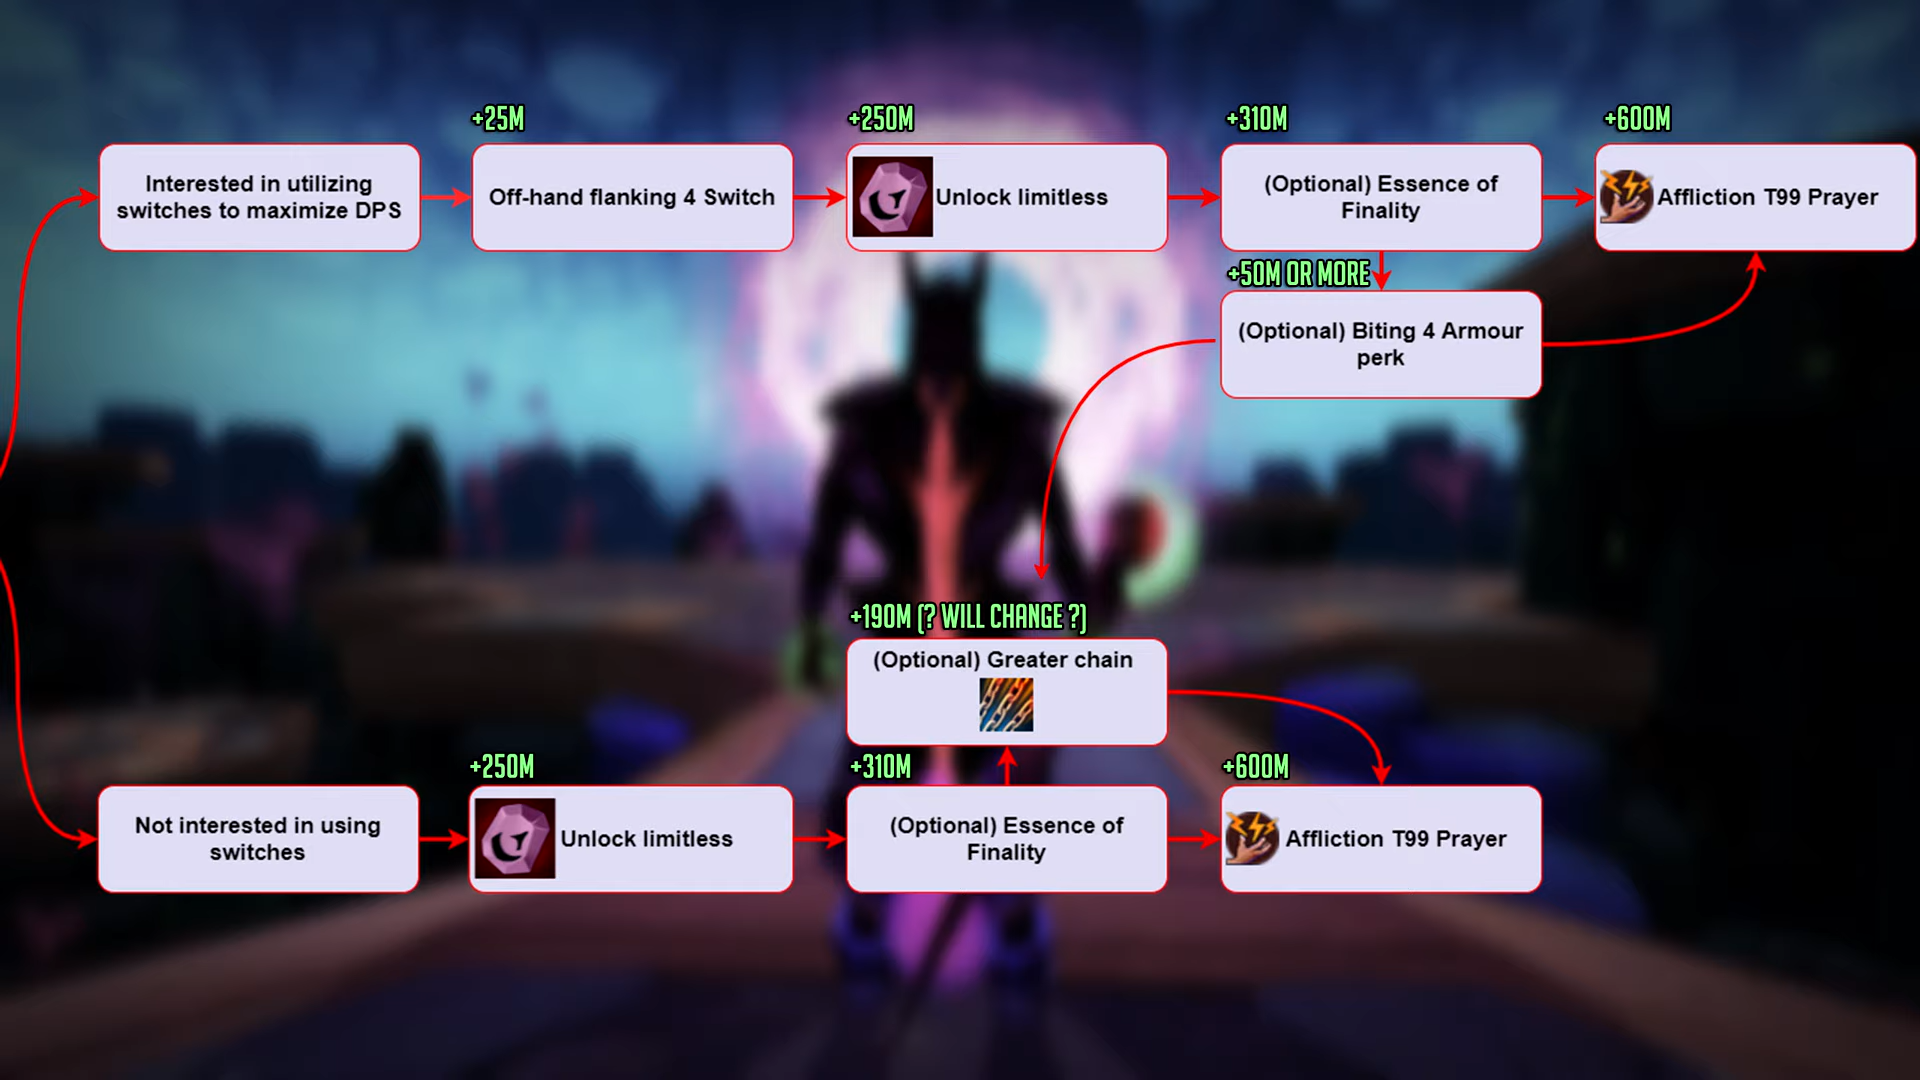 +25M
+250M
+310M
+600M
Interested in utilizing
switches to maximize DPS
Off-hand flanking 4 Switch
Unlock limitless
(Optional) Essence of
Finality
Affliction T99 Prayer
+50M OR MORE
(Optional) Biting 4 Armour
perk
+190M (? WILL CHANGE ?)
(Optional) Greater chain
+250M
+310M
+600M
Not interested in using
switches
Unlock limitless
(Optional) Essence of
Finality
Affliction T99 Prayer